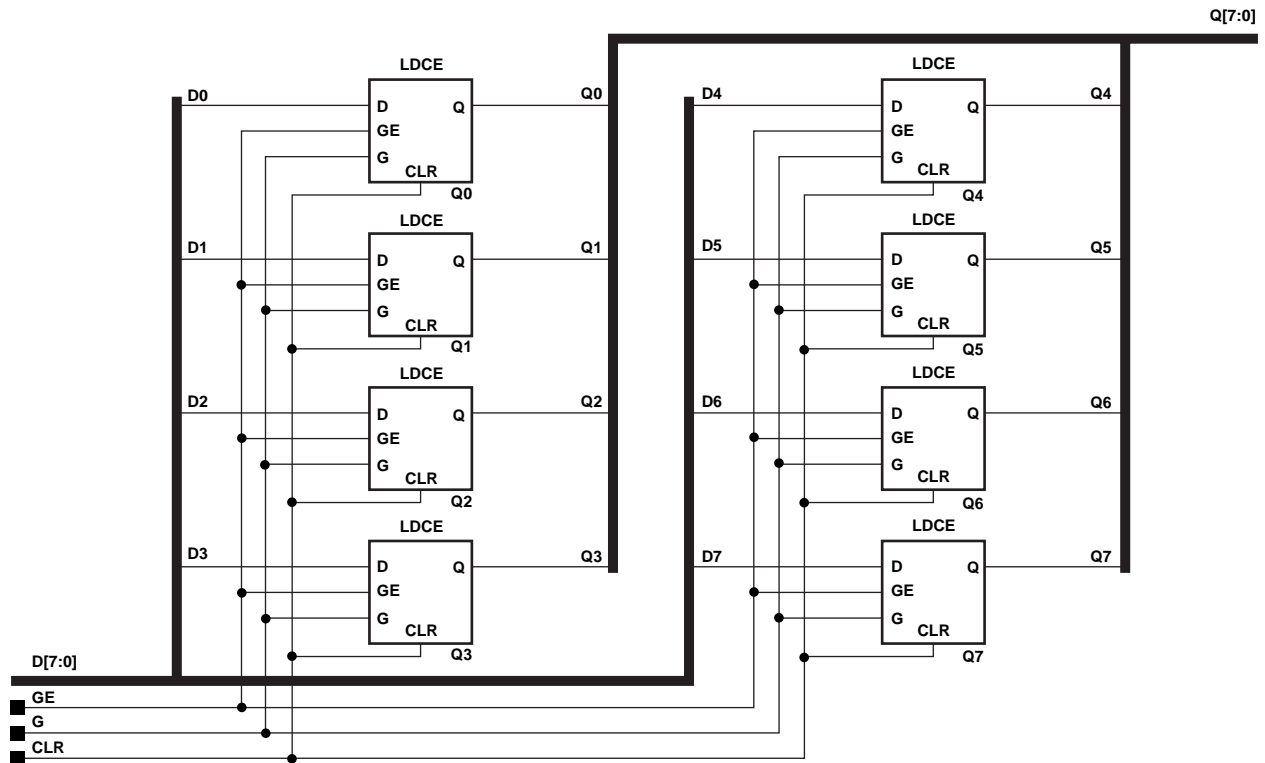 Q[7:0]
LDCE
D0
D
Q
GE
G
CLR
Q0
Q0
LDCE
D4
D
Q
GE
G
CLR
Q4
Q4
LDCE
D1
D
Q
GE
G
CLR
Q1
Q1
LDCE
D5
D
Q
GE
G
CLR
Q5
Q5
LDCE
D2
D
Q
GE
G
CLR
Q2
Q2
LDCE
D6
D
Q
GE
G
CLR
Q6
Q6
LDCE
D3
D
Q
GE
G
CLR
Q3
Q3
LDCE
D7
D
Q
GE
G
CLR
Q7
Q7
D[7:0]
GE
G
CLR